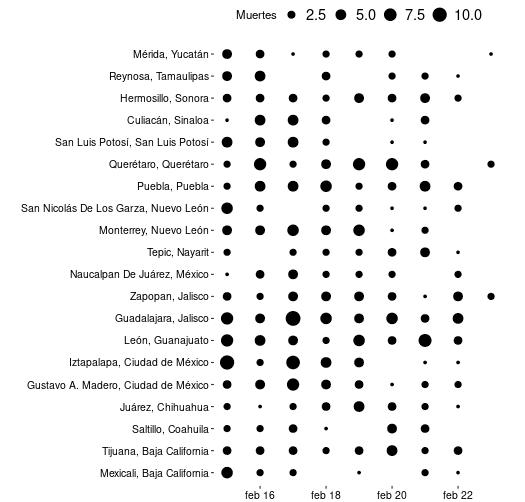 Muertes 2.5 5.0 7.5 10.0
Mérida, Yucatán
Reynosa, Tamaulipas
Hermosillo, Sonora
Culiacán, Sinaloa
San Luis Potosí, San Luis Potosí
Querétaro, Querétaro
Puebla, Puebla
San Nicolás De Los Garza, Nuevo León
Monterrey, Nuevo León
Tepic, Nayarit
Naucalpan De Juárez, México
Zapopan, Jalisco
Guadalajara, Jalisco
León, Guanajuato
Iztapalapa, Ciudad de México
Gustavo A. Madero, Ciudad de México
Juárez, Chihuahua
Saltillo, Coahuila
Tijuana, Baja California
Mexicali, Baja California
feb 16 feb 18 feb 20 feb 22